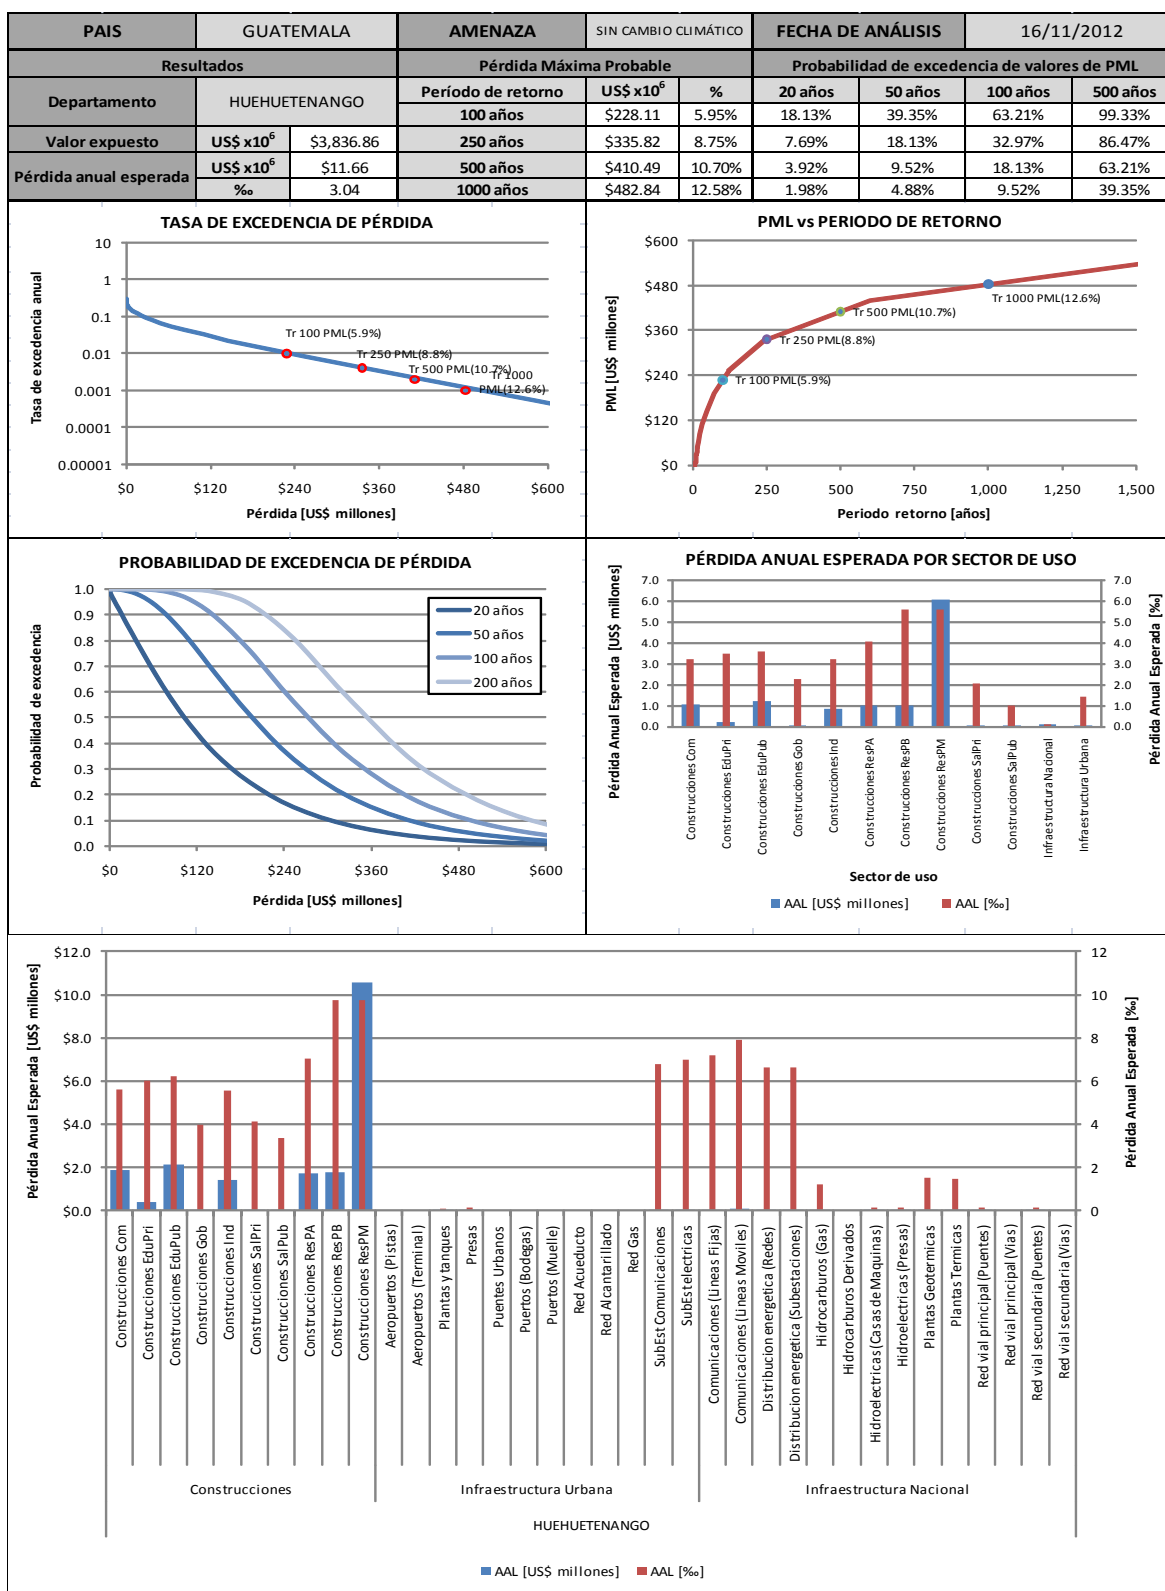 PAIS GUATEMALA AMENAZA SIN CAMBIO CLIMÁTICO FECHA DE ANÁLISIS 16/11/2012
Resultados Pérdida Máxima Probable Probabilidad de excedencia de valores de PML
Departamento HUEHUETENANGO Período de retorno US$ x10⁶ % 20 años 50 años 100 años 500 años
100 años $228.11 5.95% 18.13% 39.35% 63.21% 99.33%
Valor expuesto US$ x10⁶ $3,836.86 250 años $335.82 8.75% 7.69% 18.13% 32.97% 86.47%
Pérdida anual esperada US$ x10⁶ $11.66 500 años $410.49 10.70% 3.92% 9.52% 18.13% 63.21%
‰ 3.04 1000 años $482.84 12.58% 1.98% 4.88% 9.52% 39.35%
TASA DE EXCEDENCIA DE PÉRDIDA
Tasa de excedencia anual
10
1
0.1
0.01
0.001
0.0001
0.00001
Tr 100 PML(5.9%)
Tr 250 PML(8.8%)
Tr 500 PML(10.7%)
Tr 1000
PML(12.6%)
$0 $120 $240 $360 $480 $600
Pérdida [US$ millones]
PML vs PERIODO DE RETORNO
PML [US$ millones]
$600
$480
$360
$240
$120
$0
Tr 1000 PML(12.6%)
Tr 500 PML(10.7%)
Tr 250 PML(8.8%)
Tr 100 PML(5.9%)
0 250 500 750 1,000 1,250 1,500
Periodo retorno [años]
PROBABILIDAD DE EXCEDENCIA DE PÉRDIDA
Probabilidad de excedencia
1.0
0.9
0.8
0.7
0.6
0.5
0.4
0.3
0.2
0.1
0.0
20 años
50 años
100 años
200 años
$0 $120 $240 $360 $480 $600
Pérdida [US$ millones]
PÉRDIDA ANUAL ESPERADA POR SECTOR DE USO
Pérdida Anual Esperada [US$ millones]
7.0 7.0
6.0 6.0
5.0 5.0
4.0 4.0
3.0 3.0
2.0 2.0
1.0 1.0
0.0 0.0
Pérdida Anual Esperada [‰]
Construcciones Com
Construcciones EduPri
Construcciones EduPub
Construcciones Gob
Construcciones Ind
Construcciones ResPA
Construcciones ResPB
Construcciones ResPM
Construcciones SalPri
Construcciones SalPub
Infraestructura Nacional
Infraestructura Urbana
Sector de uso
AAL [US$ millones] AAL [‰]
Pérdida Anual Esperada [US$ millones]
$12.0 12
$10.0 10
$8.0 8
$6.0 6
$4.0 4
$2.0 2
$0.0 0
Pérdida Anual Esperada [‰]
Construcciones Com
Construcciones EduPri
Construcciones EduPub
Construcciones Gob
Construcciones Ind
Construcciones SalPri
Construcciones SalPub
Construcciones ResPA
Construcciones ResPB
Construcciones ResPM
Aeropuertos (Pistas)
Aeropuertos (Terminal)
Plantas y tanques
Presas
Puentes Urbanos
Puertos (Bodegas)
Puertos (Muelle)
Red Acueducto
Red Alcantarillado
Red Gas
SubEst Comunicaciones
SubEst electricas
Comunicaciones (Lineas Fijas)
Comunicaciones (Lineas Moviles)
Distribucion energetica (Redes)
Distribucion energetica (Subestaciones)
Hidrocarburos (Gas)
Hidrocarburos Derivados
Hidroelectricas (Casas de Maquinas)
Hidroelectricas (Presas)
Plantas Geotermicas
Plantas Termicas
Red vial principal (Puentes)
Red vial principal (Vias)
Red vial secundaria (Puentes)
Red vial secundaria (Vias)
Construcciones Infraestructura Urbana Infraestructura Nacional
HUEHUETENANGO
AAL [US$ millones] AAL [‰]